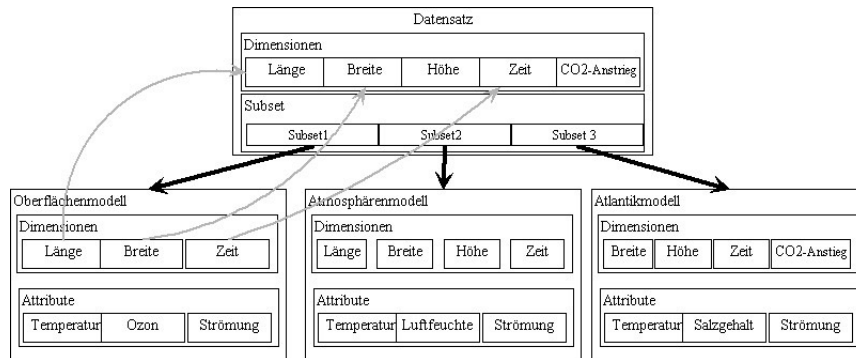 Datensatz
Dimensionen
Länge Breite Höhe Zeit CO2-Anstrieg
Subset
Subset1 Subset2 Subset 3
Oberflächenmodell
Dimensionen
Länge Breite Zeit
Attribute
Temperatur Ozon Strömung
Atmosphärenmodell
Dimensionen
Länge Breite Höhe Zeit
Attribute
Temperatur Luftfeuchte Strömung
Atlantikmodell
Dimensionen
Breite Höhe Zeit CO2-Anstieg
Attribute
Temperatur Salzgehalt Strömung